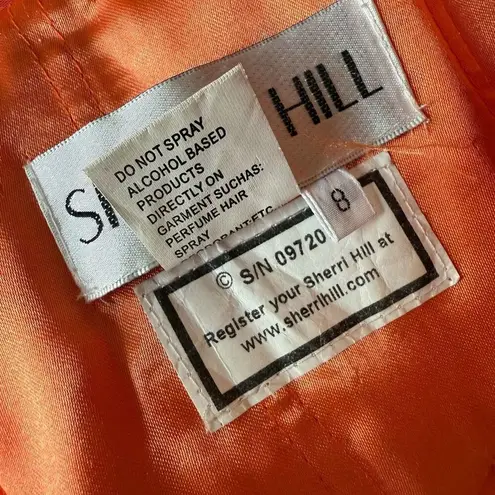 S HILL
DO NOT SPRAY
ALCOHOL BASED
PRODUCTS
DIRECTLY ON
GARMENT SUCHAS:
PERFUME HAIR
SPRAY
8
© S/N 09720
Register your Sherri Hill at
www.sherrihill.com